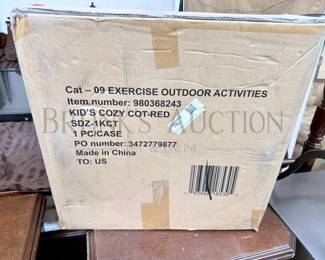 Cat – 09 EXERCISE OUTDOOR ACTIVITIES
Item number: 980368243
KID'S COZY COT-RED
SDZ-1KCT
1 PC/CASE
PO number: 3472779877
Made in China
TO: US